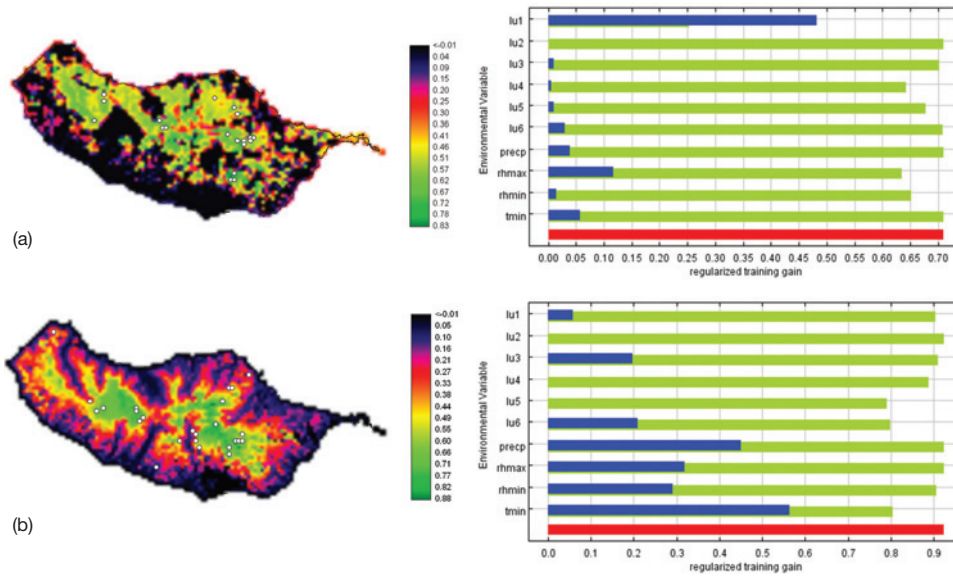 (a)
<-0.01
0.04
0.09
0.15
0.20
0.25
0.30
0.36
0.41
0.46
0.51
0.57
0.62
0.67
0.72
0.78
0.83
Environmental Variable
lu1
lu2
lu3
lu4
lu5
lu6
precp
rhmax
rhmin
tmin
0.00 0.05 0.10 0.15 0.20 0.25 0.30 0.35 0.40 0.45 0.50 0.55 0.60 0.65 0.70
regularized training gain
(b)
<-0.01
0.05
0.10
0.16
0.21
0.27
0.33
0.38
0.44
0.49
0.55
0.60
0.66
0.71
0.77
0.82
0.88
Environmental Variable
lu1
lu2
lu3
lu4
lu5
lu6
precp
rhmax
rhmin
tmin
0.0 0.1 0.2 0.3 0.4 0.5 0.6 0.7 0.8 0.9
regularized training gain